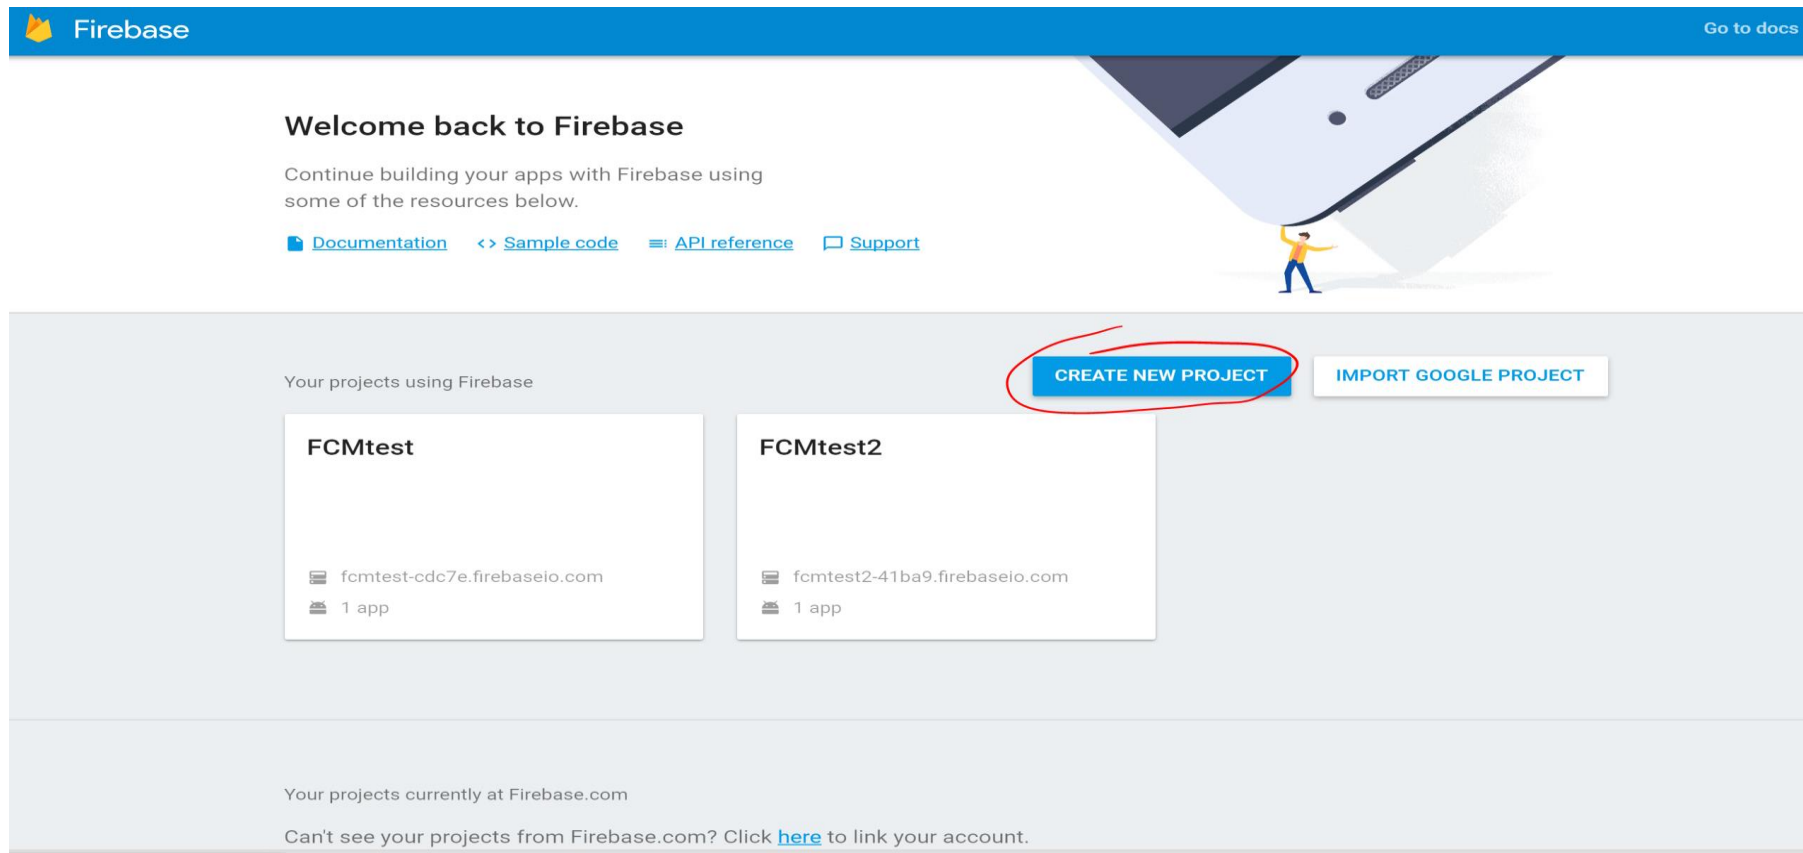 Firebase
Go to docs
Welcome back to Firebase
Continue building your apps with Firebase using
some of the resources below.
Documentation <> Sample code API reference Support
Your projects using Firebase
CREATE NEW PROJECT
IMPORT GOOGLE PROJECT
FCMtest
fcmtest-cdc7e.firebaseio.com
1 app
FCMtest2
fcmtest2-41ba9.firebaseio.com
1 app
Your projects currently at Firebase.com
Can't see your projects from Firebase.com? Click here to link your account.